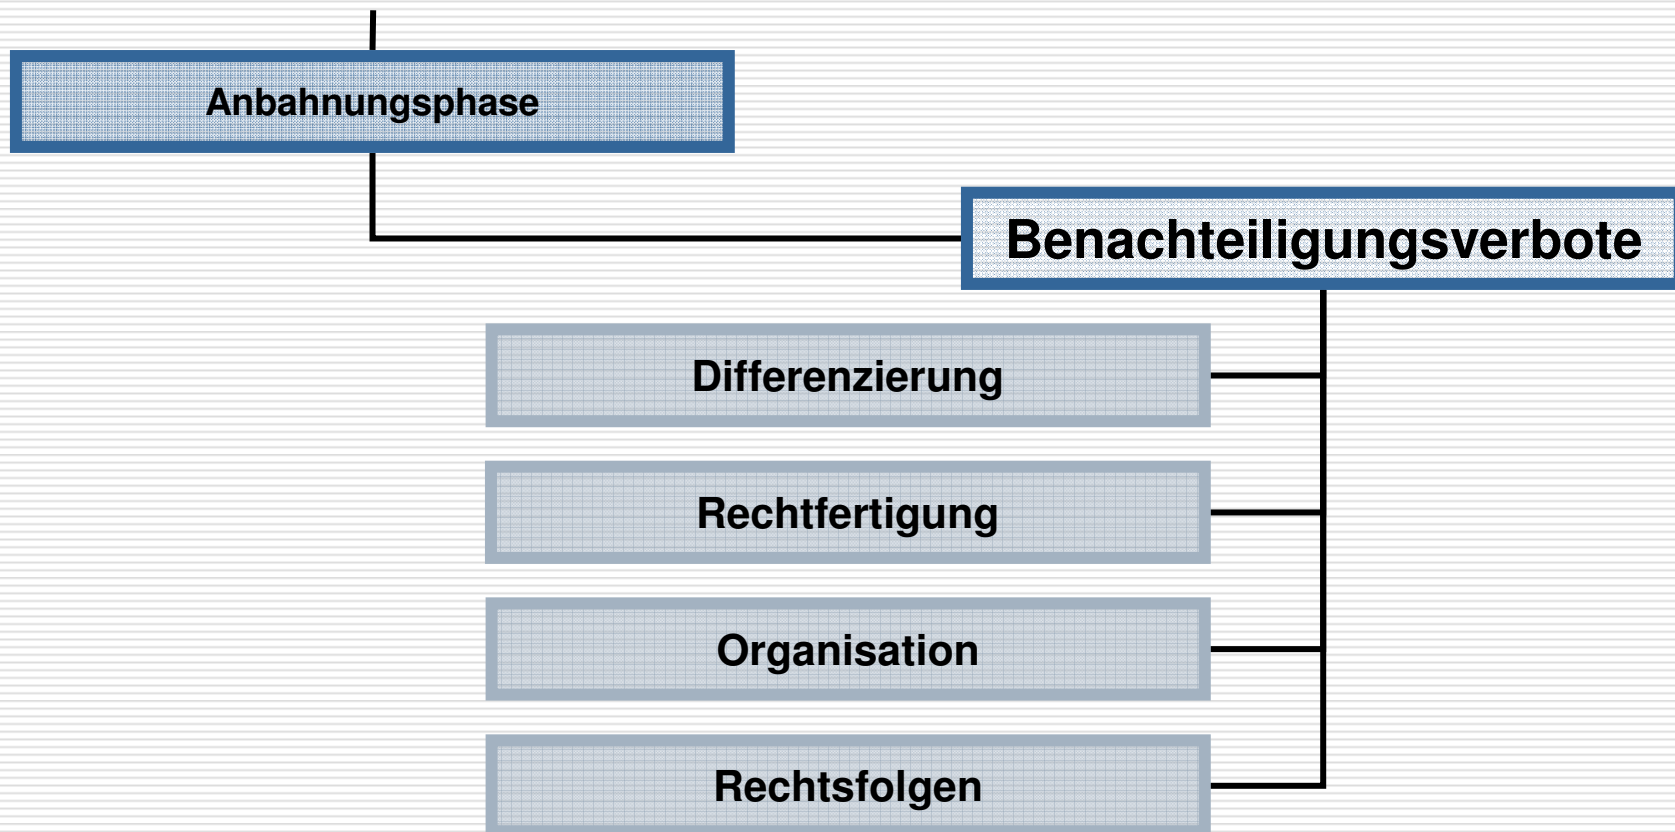 Anbahnungsphase
Benachteiligungsverbote
Differenzierung
Rechtfertigung
Organisation
Rechtsfolgen